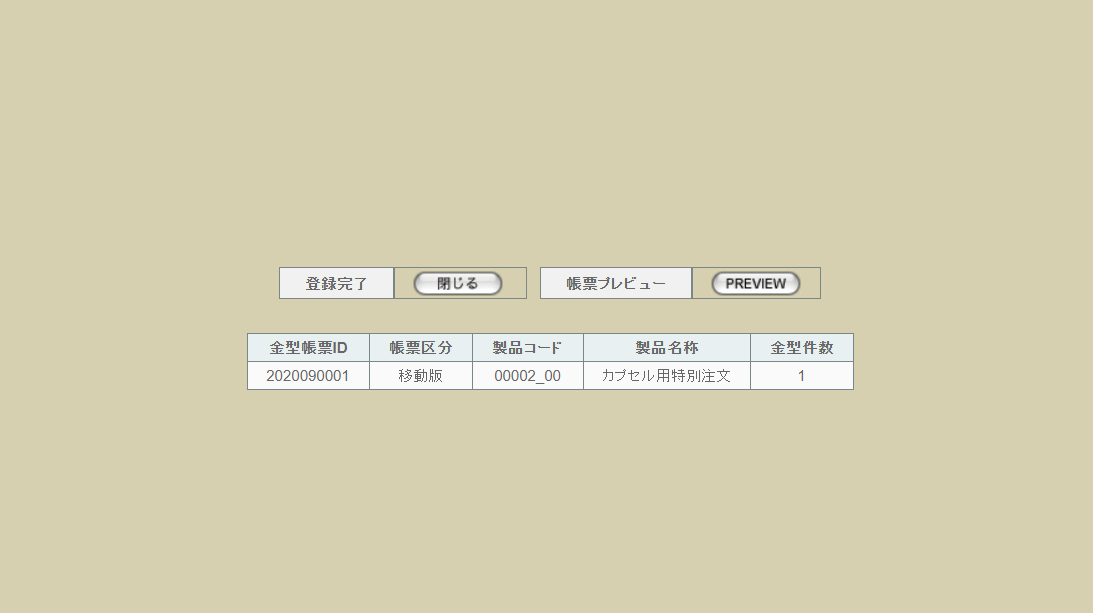 登録完了 閉じる 帳票プレビュー PREVIEW
金型帳票ID 帳票区分 製品コード 製品名称 金型件数
2020090001 移動版 00002_00 カプセル用特別注文 1